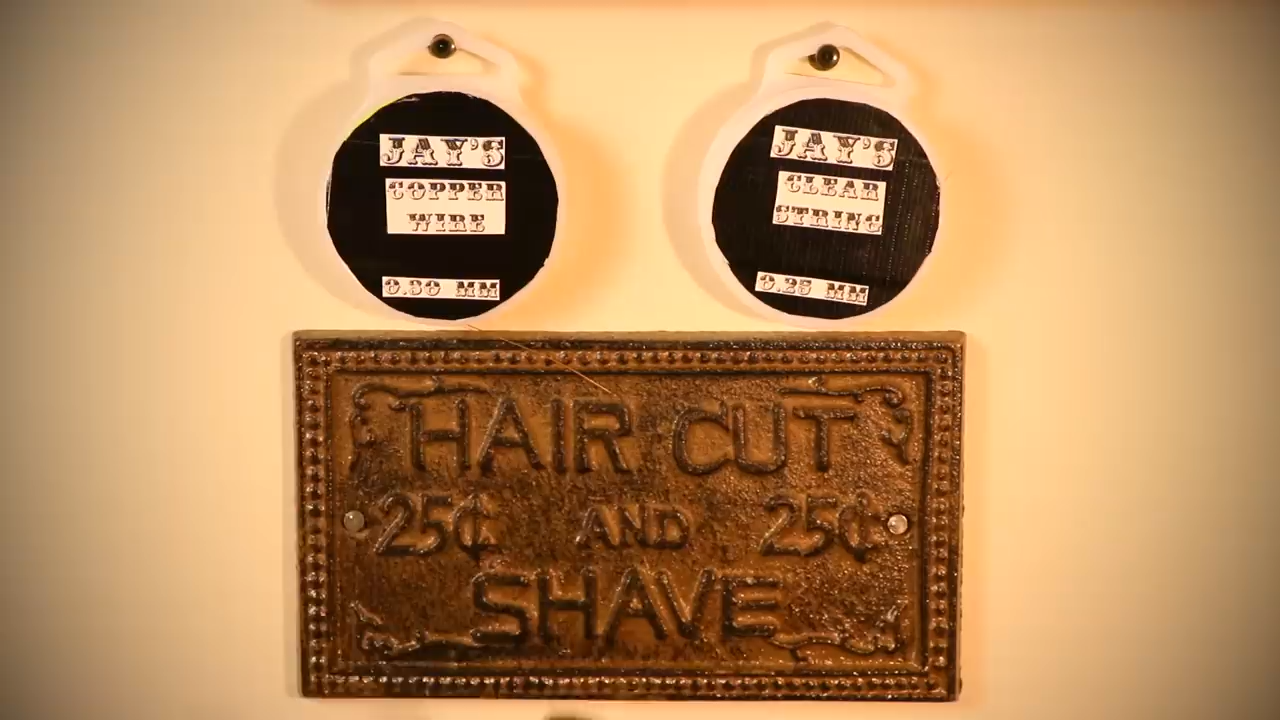 JAY'S
COPPER
WIRE
0.30 MM
JAY'S
CLEAR
STRING
0.25 MM
HAIR CUT
25¢ AND 25¢
SHAVE